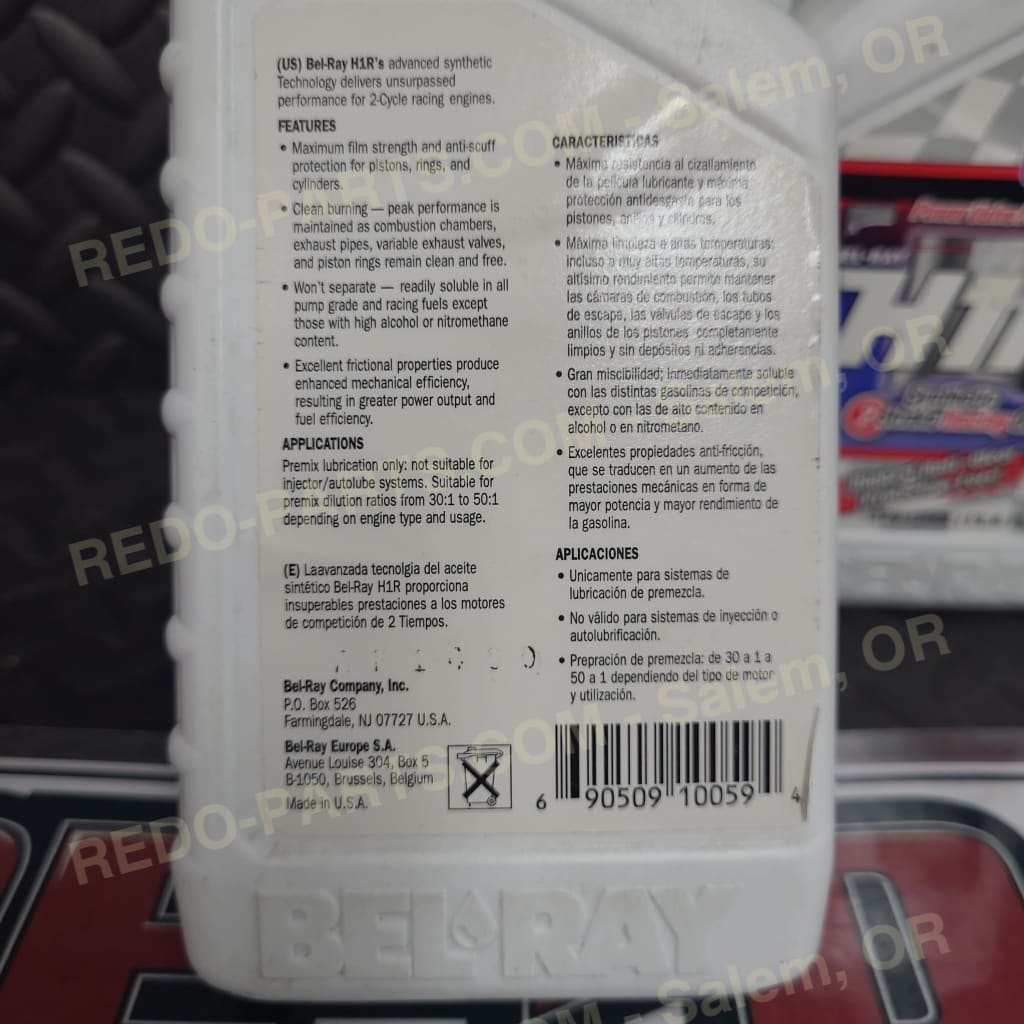 (US) Bel-Ray H1R's advanced synthetic
Technology delivers unsurpassed
performance for 2-Cycle racing engines.
FEATURES
• Maximum film strength and anti-scuff
protection for pistons, rings, and
cylinders.
• Clean burning — peak performance is
maintained as combustion chambers,
exhaust pipes, variable exhaust valves,
and piston rings remain clean and free.
• Won't separate — readily soluble in all
pump grade and racing fuels except
those with high alcohol or nitromethane
content.
• Excellent frictional properties produce
enhanced mechanical efficiency,
resulting in greater power output and
fuel efficiency.
APPLICATIONS
Premix lubrication only: not suitable for
injector/autolube systems. Suitable for
premix dilution ratios from 30:1 to 50:1
depending on engine type and usage.
(E) Laavanzada tecnolgia del aceite
sintético Bel-Ray H1R proporciona
insuperables prestaciones a los motores
de competición de 2 Tiempos.
Bel-Ray Company, Inc.
P.O. Box 526
Farmingdale, NJ 07727 U.S.A.
Bel-Ray Europe S.A.
Avenue Louise 304, Box 5
B-1050, Brussels, Belgium
Made in U.S.A.
CARACTERISTICAS
• Máxima resistencia al cizallamiento
de la película lubricante y máxima
protección antidesgaste para los
pistones, anillos y cilindros.
• Máxima limpieza a altas temperaturas:
incluso a muy altas temperaturas, su
altísimo rendimiento permite mantener
las cámaras de combustión, los tubos
de escape, las válvulas de escape y los
anillos de los pistones completamente
limpios y sin depósitos ni adherencias.
• Gran miscibilidad; inmediatamente soluble
con las distintas gasolinas de competición,
excepto con las de alto contenido en
alcohol o en nitrometano.
• Excelentes propiedades anti-fricción,
que se traducen en un aumento de las
prestaciones mecánicas en forma de
mayor potencia y mayor rendimiento de
la gasolina.
APLICACIONES
• Unicamente para sistemas de
lubricación de premezcla.
• No válido para sistemas de inyección o
autolubrificación.
• Prepración de premezcla: de 30 a 1 a
50 a 1 dependiendo del tipo de motor
y utilización.
6 90509 10059 4
BEL RAY
REDO-PARTS.COM - Salem, OR
REDO-PARTS.COM - Salem, OR
REDO-PARTS.COM - Salem, OR
- Salem, OR